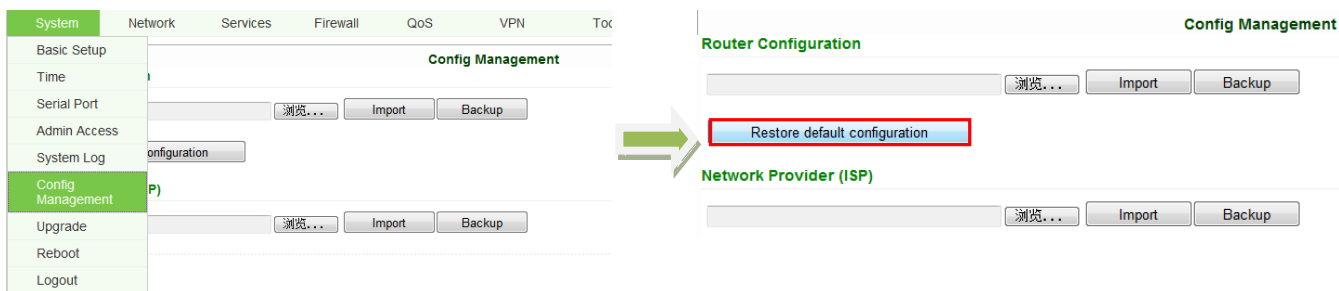 System Network Services Firewall QoS VPN Too
Basic Setup
Time
Serial Port
Admin Access
System Log
Config
Management
Upgrade
Reboot
Logout
Config Management
浏览... Import Backup
onfiguration
P)
浏览... Import Backup
Config Management
Router Configuration
浏览... Import Backup
Restore default configuration
Network Provider (ISP)
浏览... Import Backup